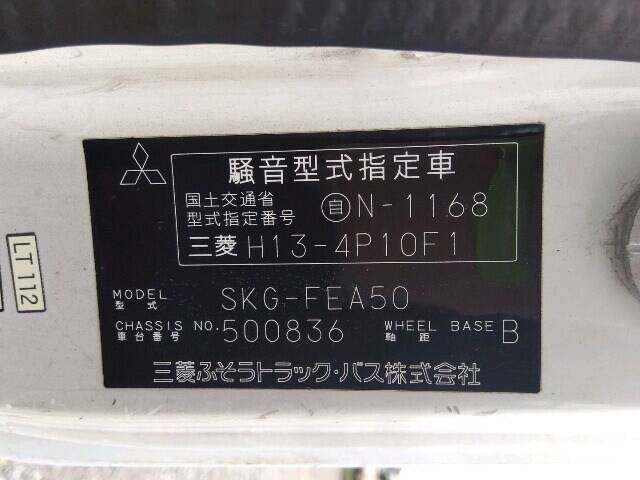 騒音型式指定車
国土交通省
型式指定番号 自N-1168
三菱 H13-4P10F1
MODEL
型式 SKG-FEA50
CHASSIS NO.
車台番号 500836
WHEEL BASE
軸距 B
三菱ふそうトラック・バス株式会社
LT112